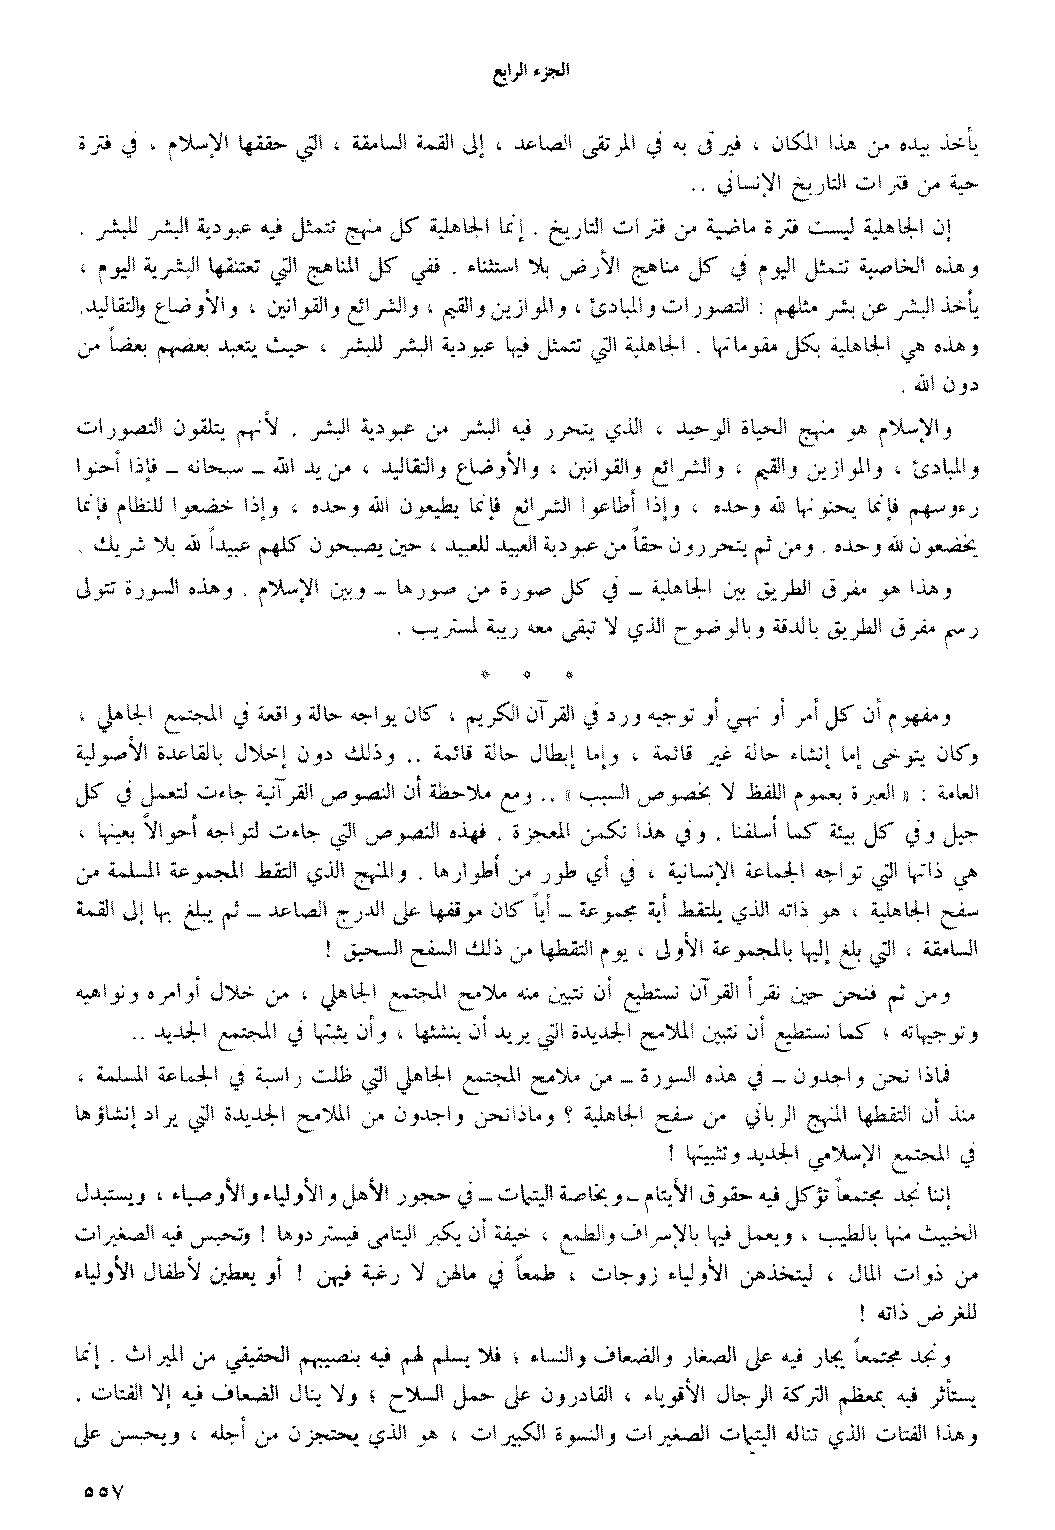 الجزء الرابع
يأخذ بيده من هذا المكان ، فيرقى به في المرتقى الصاعد ، إلى القمة السامقة ، التي حققها الإسلام ، في فترة
حية من فترات التاريخ الإنساني ..
إن الجاهلية ليست فترة ماضية من فترات التاريخ . إنما الجاهلية كل منهج تتمثل فيه عبودية البشر للبشر .
وهذه الخاصية تتمثل اليوم في كل مناهج الأرض بلا استثناء . ففي كل المناهج التي تعتنقها البشرية اليوم ،
يأخذ البشر عن بشر مثلهم : التصورات والمبادئ ، والموازين والقيم ، والشرائع والقوانين ، والأوضاع والتقاليد.
وهذه هي الجاهلية بكل مقوماتها . الجاهلية التي تتمثل فيها عبودية البشر للبشر ، حيث يتعبد بعضهم بعضاً من
دون الله .
والإسلام هو منهج الحياة الوحيد ، الذي يتحرر فيه البشر من عبودية البشر . لأنهم يتلقون التصورات
والمبادئ ، والموازين والقيم ، والشرائع والقوانين ، والأوضاع والتقاليد ، من يد الله ــ سبحانه ــ فإذا أحنوا
رءوسهم فإنما يحنونها لله وحده ، وإذا أطاعوا الشرائع فإنما يطيعون الله وحده ، وإذا خضعوا للنظام فإنما
يخضعون لله وحده . ومن ثم يتحررون حقاً من عبودية العبيد للعبيد ، حين يصبحون كلهم عبيداً لله بلا شريك .
وهذا هو مفرق الطريق بين الجاهلية ــ في كل صورة من صورها ــ وبين الإسلام . وهذه السورة تتولى
رسم مفرق الطريق بالدقة وبالوضوح الذي لا تبقى معه ريبة لمستريب .
* * *
ومفهوم أن كل أمر أو نهي أو توجيه ورد في القرآن الكريم ، كان يواجه حالة واقعة في المجتمع الجاهلي ،
وكان يتوخى إما إنشاء حالة غير قائمة ، وإما إبطال حالة قائمة .. وذلك دون إخلال بالقاعدة الأصولية
العامة : « العبرة بعموم اللفظ لا بخصوص السبب » .. ومع ملاحظة أن النصوص القرآنية جاءت لتعمل في كل
جيل وفي كل بيئة كما أسلفنا . وفي هذا تكمن المعجزة . فهذه النصوص التي جاءت لتواجه أحوالاً بعينها ،
هي ذاتها التي تواجه الجماعة الإنسانية ، في أي طور من أطوارها . والمنهج الذي التقط المجموعة المسلمة من
سفح الجاهلية ، هو ذاته الذي يلتقط أية مجموعة ــ أياً كان موقفها على الدرج الصاعد ــ ثم يبلغ بها إلى القمة
السامقة ، التي بلغ إليها بالمجموعة الأولى ، يوم التقطها من ذلك السفح السحيق !
ومن ثم فنحن حين نقرأ القرآن نستطيع أن نتبين منه ملامح المجتمع الجاهلي ، من خلال أوامره ونواهيه
وتوجيهاته ؛ كما نستطيع أن نتبين الملامح الجديدة التي يريد أن ينشئها ، وأن يثبتها في المجتمع الجديد ..
فماذا نحن واجدون ــ في هذه السورة ــ من ملامح المجتمع الجاهلي التي ظلت راسبة في الجماعة المسلمة ،
منذ أن التقطها المنهج الرباني من سفح الجاهلية ؟ وماذانحن واجدون من الملامح الجديدة التي يراد إنشاؤها
في المجتمع الإسلامي الجديد وتثبيتها !
إننا نجد مجتمعاً تؤكل فيه حقوق الأيتام ــ وبخاصة اليتيمات ــ في حجور الأهل والأولياء والأوصياء ، ويستبدل
الخبيث منها بالطيب ، ويعمل فيها بالإسراف والطمع ، خيفة أن يكبر اليتامى فيستردوها ! وتحبس فيه الصغيرات
من ذوات المال ، ليتخذهن الأولياء زوجات ، طمعاً في مالهن لا رغبة فيهن ! أو يعطين لأطفال الأولياء
للغرض ذاته !
ونجد مجتمعاً يجار فيه على الصغار والضعاف والنساء ؛ فلا يسلم لهم فيه بنصيبهم الحقيقي من الميراث . إنما
يستأثر فيه بمعظم التركة الرجال الأقوياء ، القادرون على حمل السلاح ؛ ولا ينال الضعاف فيه إلا الفتات .
وهذا الفتات الذي تناله اليتيمات الصغيرات والنسوة الكبيرات ، هو الذي يحتجزن من أجله ، ويحبسن على
٥٥٧